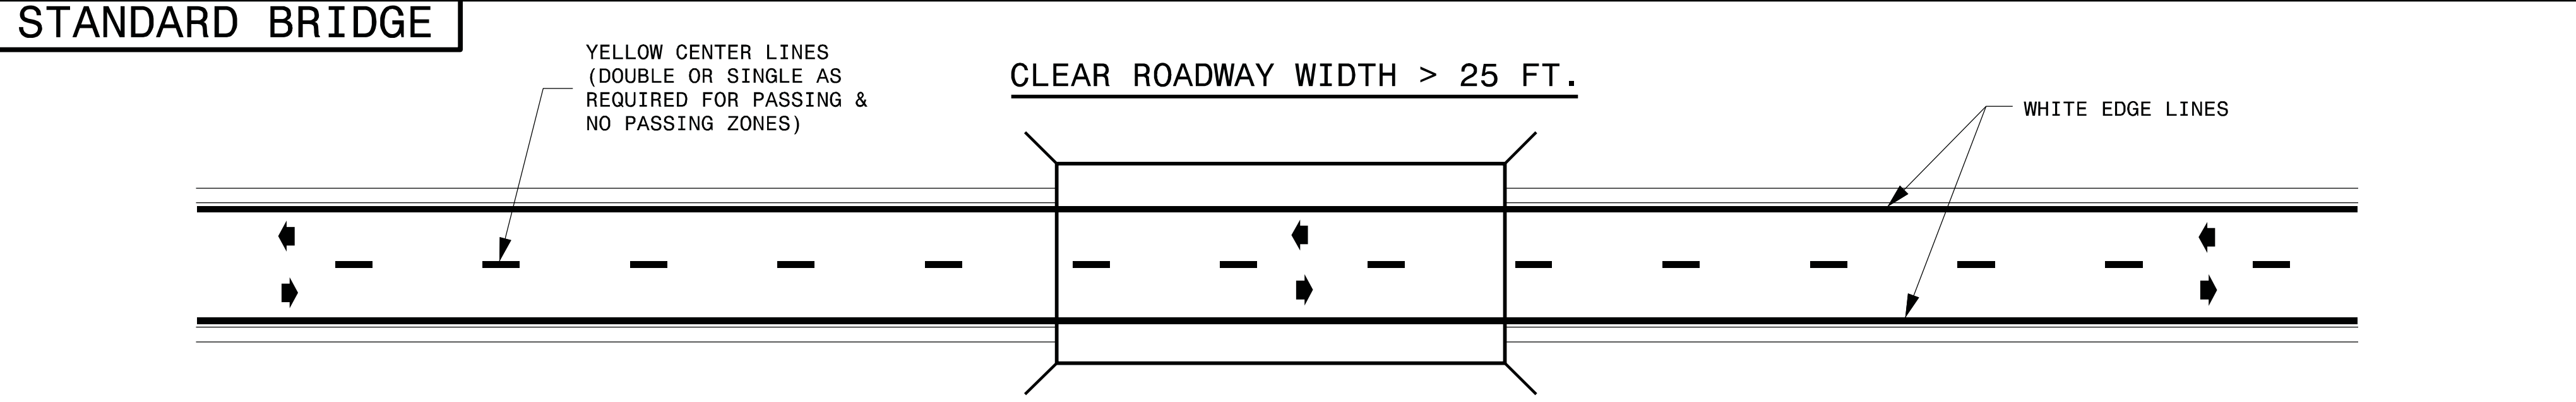 STANDARD BRIDGE
YELLOW CENTER LINES
(DOUBLE OR SINGLE AS
REQUIRED FOR PASSING &
NO PASSING ZONES)
CLEAR ROADWAY WIDTH > 25 FT.
WHITE EDGE LINES